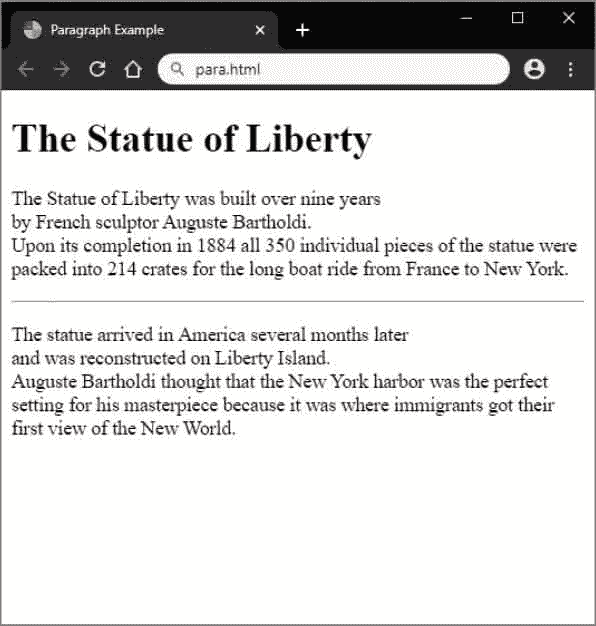 Paragraph Example
para.html
The Statue of Liberty
The Statue of Liberty was built over nine years
by French sculptor Auguste Bartholdi.
Upon its completion in 1884 all 350 individual pieces of the statue were
packed into 214 crates for the long boat ride from France to New York.
The statue arrived in America several months later
and was reconstructed on Liberty Island.
Auguste Bartholdi thought that the New York harbor was the perfect
setting for his masterpiece because it was where immigrants got their
first view of the New World.